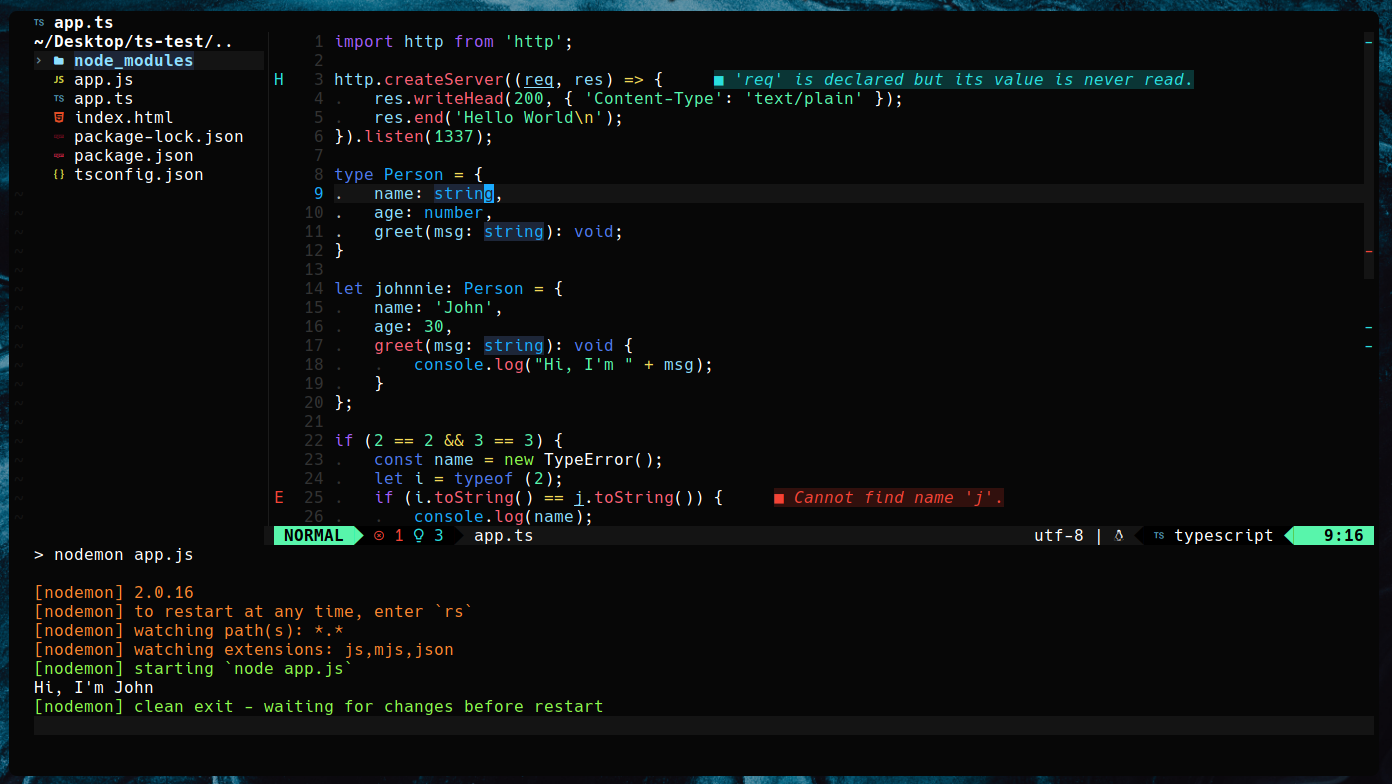 TS app.ts
~/Desktop/ts-test/..
› node_modules
JS app.js
TS app.ts
index.html
package-lock.json
package.json
{} tsconfig.json
1 import http from 'http';
2
H 3 http.createServer((req, res) => { ■ 'req' is declared but its value is never read.
4 . res.writeHead(200, { 'Content-Type': 'text/plain' });
5 . res.end('Hello World\n');
6 }).listen(1337);
7
8 type Person = {
9 . name: string,
10 . age: number,
11 . greet(msg: string): void;
12 }
13
14 let johnnie: Person = {
15 . name: 'John',
16 . age: 30,
17 . greet(msg: string): void {
18 . . console.log("Hi, I'm " + msg);
19 . }
20 };
21
22 if (2 == 2 && 3 == 3) {
23 . const name = new TypeError();
24 . let i = typeof (2);
E 25 . if (i.toString() == j.toString()) { ■ Cannot find name 'j'.
26 . . console.log(name);
NORMAL 1 3 app.ts utf-8 | TS typescript 9:16
> nodemon app.js
[nodemon] 2.0.16
[nodemon] to restart at any time, enter `rs`
[nodemon] watching path(s): *.*
[nodemon] watching extensions: js,mjs,json
[nodemon] starting `node app.js`
Hi, I'm John
[nodemon] clean exit - waiting for changes before restart